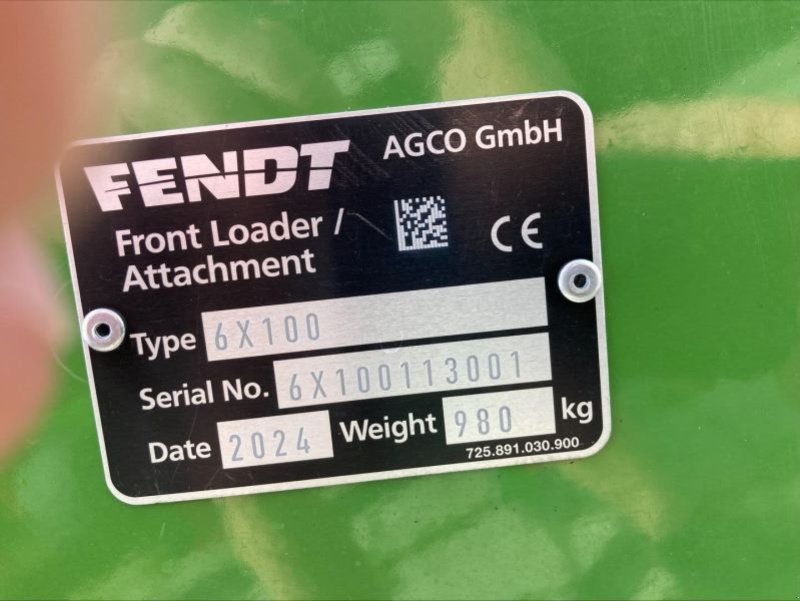 FENDT AGCO GmbH
Front Loader /
Attachment
CE
Type 6X100
Serial No. 6X100113001
Date 2024 Weight 980 kg
725.891.030.900